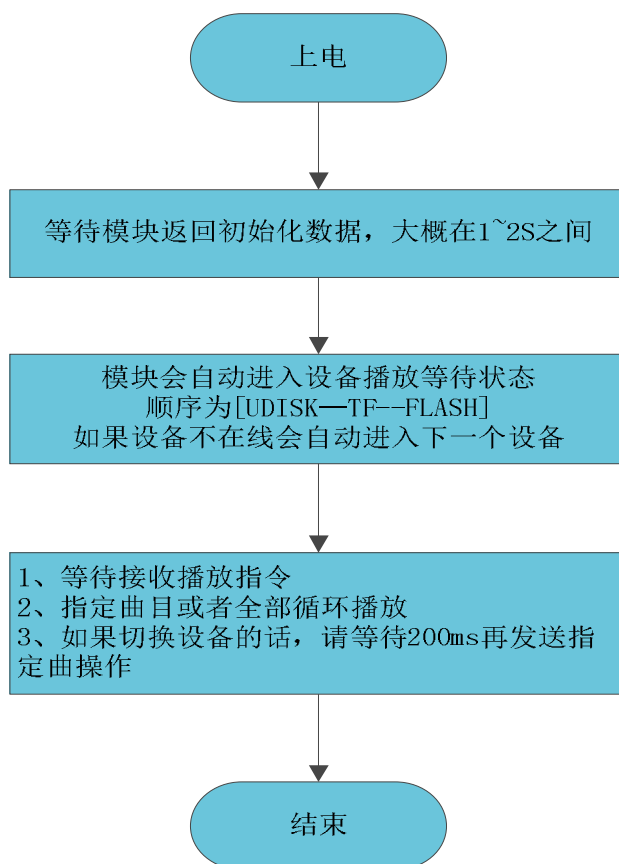 上电
等待模块返回初始化数据，大概在1~2S之间
模块会自动进入设备播放等待状态
顺序为[UDISK—TF--FLASH]
如果设备不在线会自动进入下一个设备
1、等待接收播放指令
2、指定曲目或者全部循环播放
3、如果切换设备的话，请等待200ms再发送指
定曲操作
结束